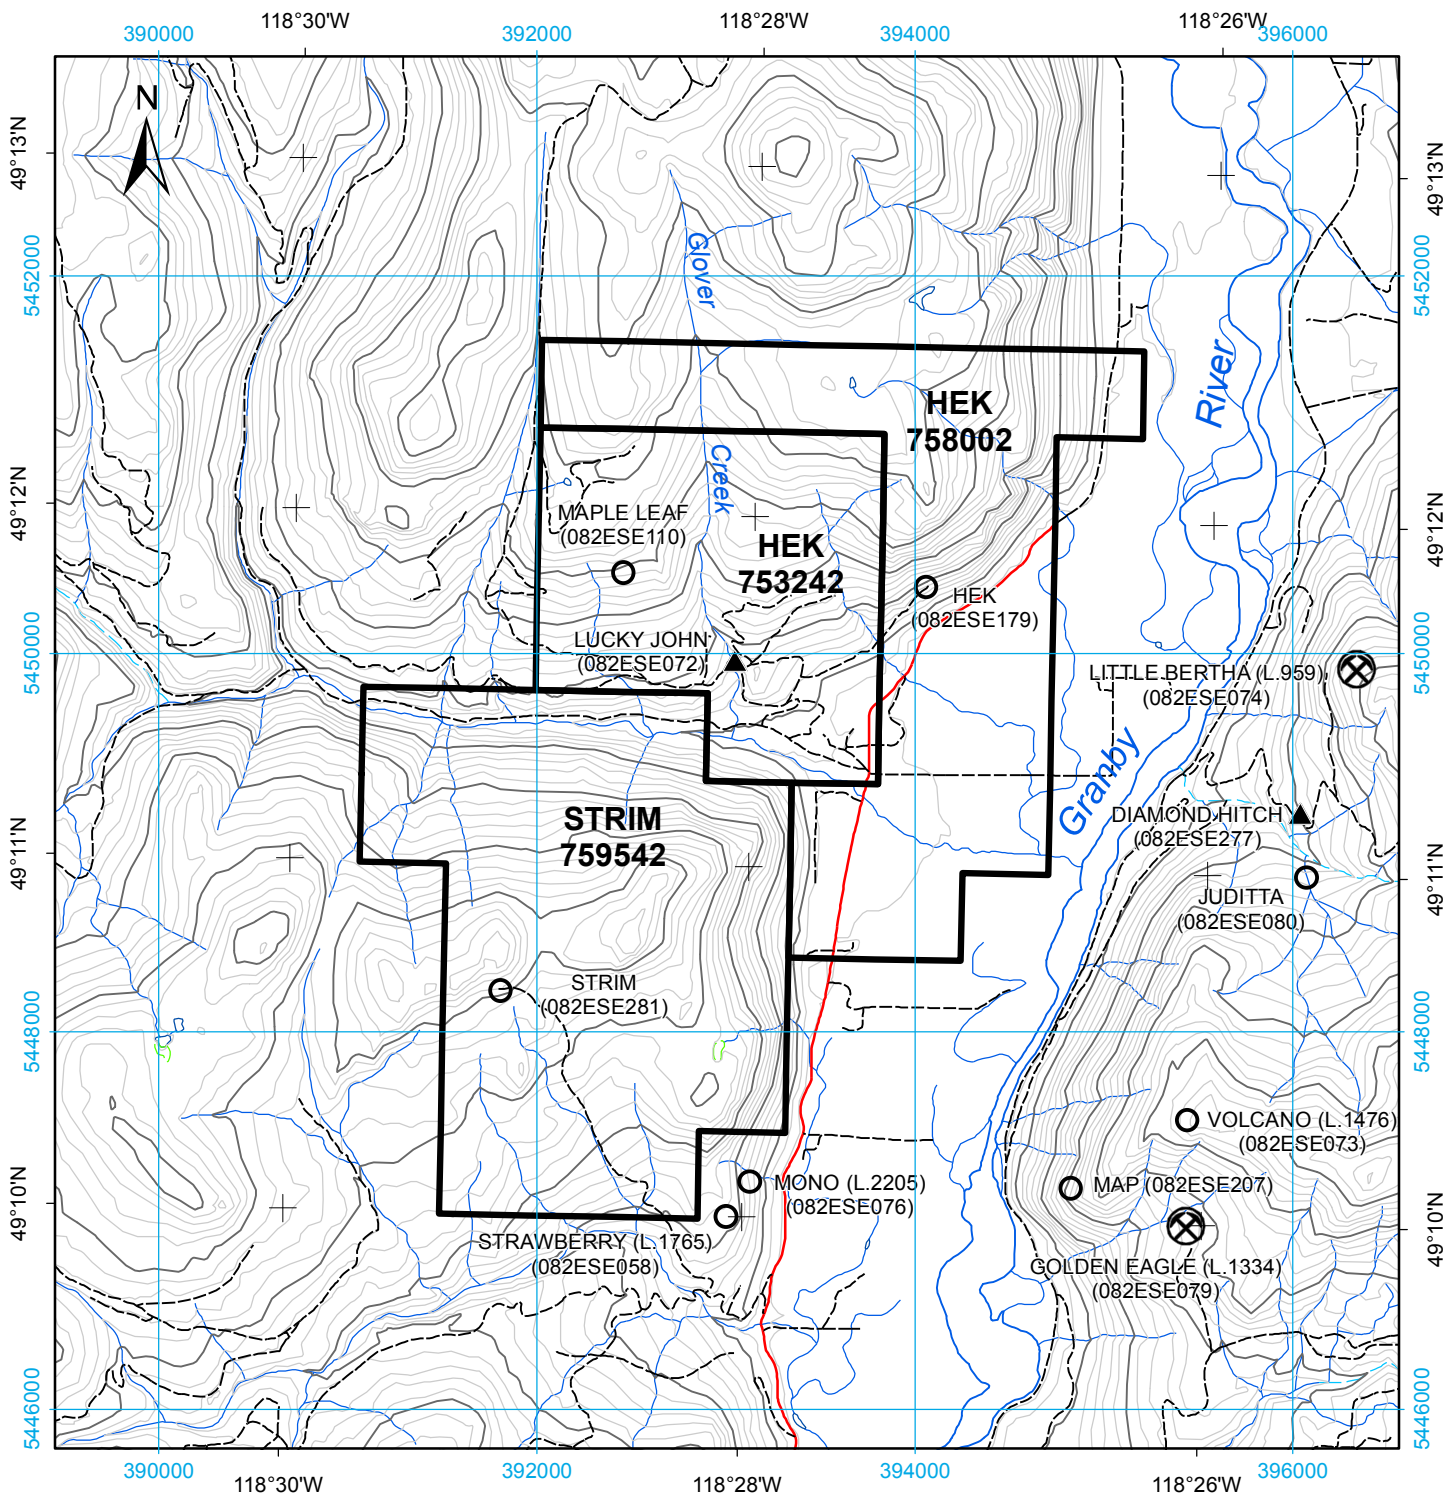 118°30'W
118°28'W
118°26'W
390000
392000
394000
396000
N
49°13'N
49°13'N
Glover
5452000
5452000
River
HEK
758002
Creek
49°12'N
49°12'N
MAPLE LEAF
(082ESE110)
HEK
753242
HEK
(082ESE179)
LUCKY JOHN
(082ESE072)
5450000
5450000
LITTLE BERTHA (L.959)
(082ESE074)
Granby
STRIM
759542
DIAMOND HITCH
(082ESE277)
49°11'N
49°11'N
JUDITTA
(082ESE080)
STRIM
(082ESE281)
5448000
5448000
VOLCANO (L.1476)
(082ESE073)
MONO (L.2205)
(082ESE076)
MAP (082ESE207)
49°10'N
49°10'N
STRAWBERRY (L.1765)
(082ESE058)
GOLDEN EAGLE (L.1334)
(082ESE079)
5446000
5446000
390000
392000
394000
396000
118°30'W
118°28'W
118°26'W